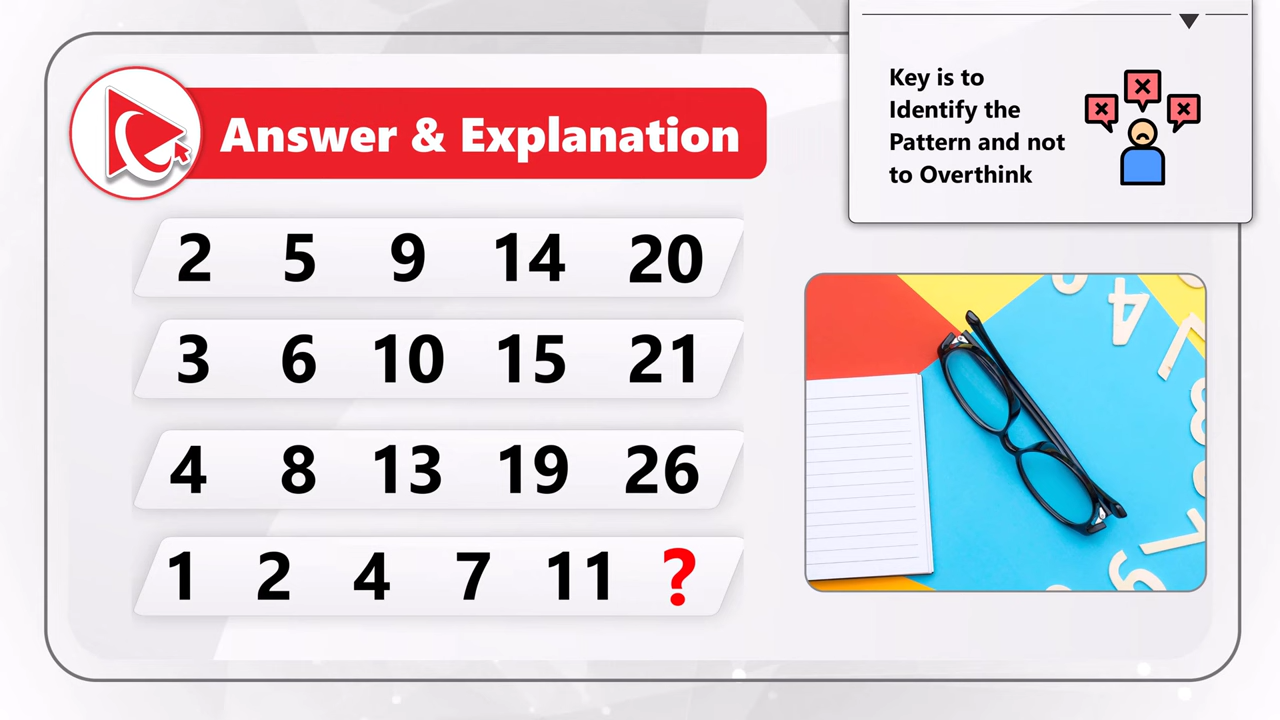 Key is to
Identify the
Pattern and not
to Overthink
Answer & Explanation
2 5 9 14 20
3 6 10 15 21
4 8 13 19 26
1 2 4 7 11 ?